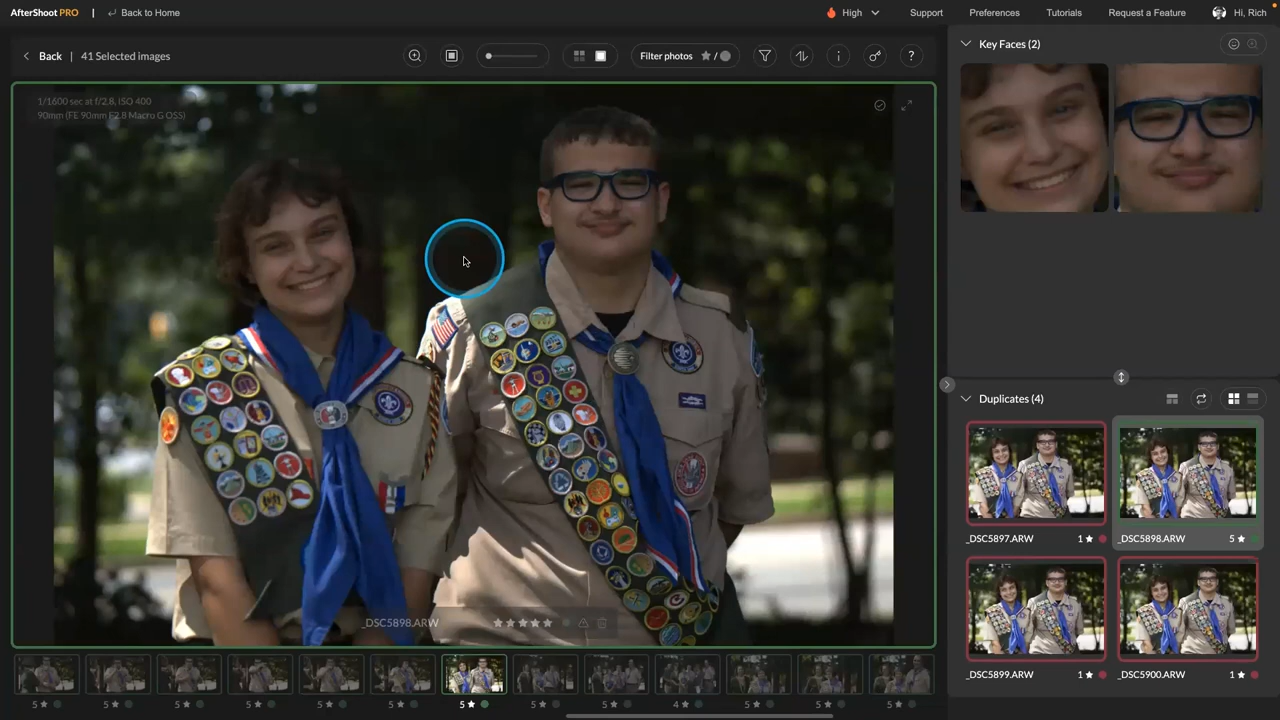 AfterShoot PRO | Back to Home High Support Preferences Tutorials Request a Feature Hi, Rich
Back | 41 Selected images Filter photos / i ?
Key Faces (2)
1/1600 sec at f/2.8, ISO 400
90mm (FE 90mm F2.8 Macro G OSS)
Duplicates (4)
_DSC5897.ARW 1
_DSC5898.ARW 5
_DSC5898.ARW
_DSC5899.ARW 1
_DSC5900.ARW 1
5 5 5 5 5 5 5 5 5 4 5 5 5